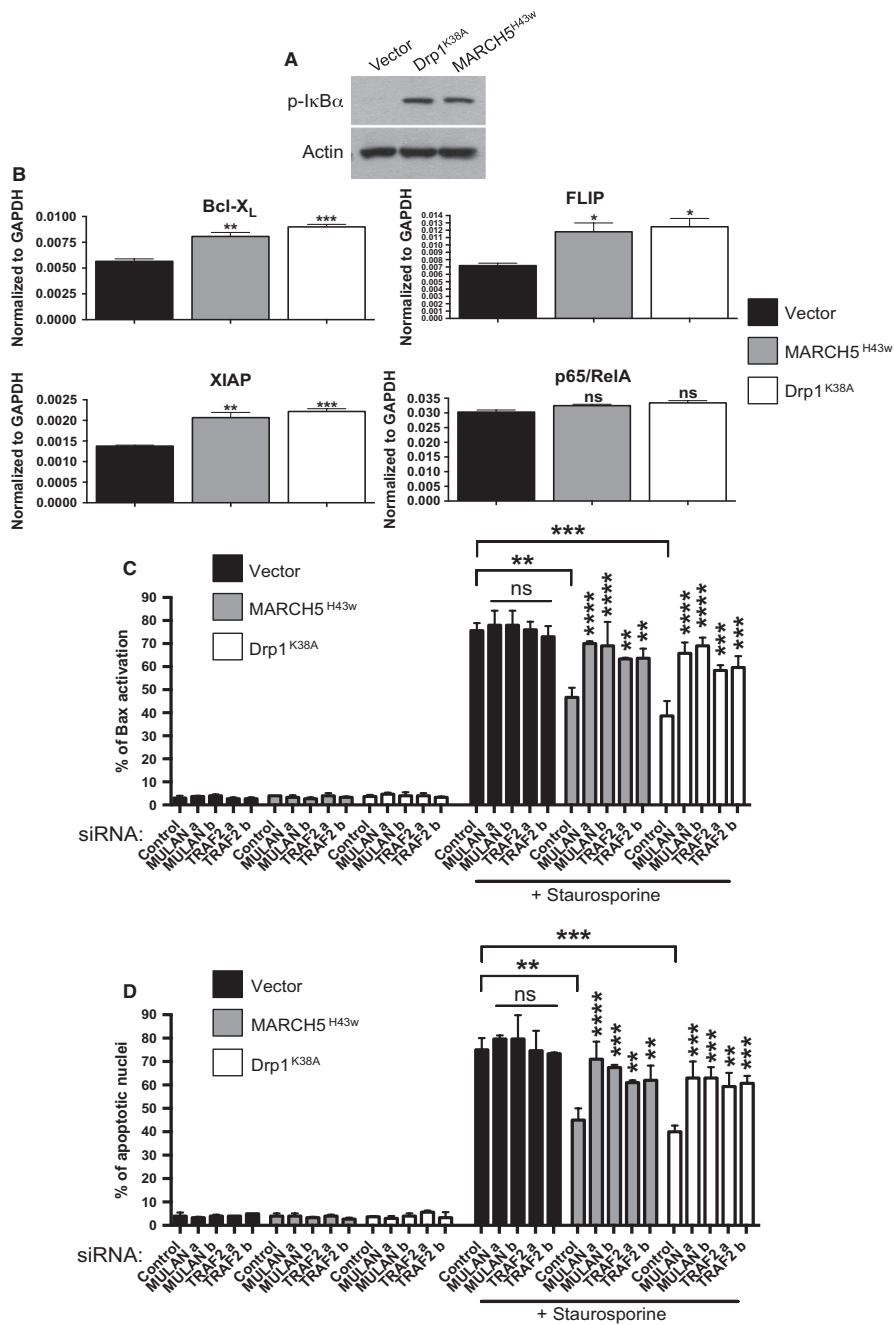 A
Vector
Drp1K38A
MARCH5H43w
p-IκBα
Actin
B
Bcl-XL
Normalized to GAPDH
0.0100
0.0075
0.0050
0.0025
0.0000
**
***
FLIP
Normalized to GAPDH
0.014
0.013
0.012
0.011
0.010
0.009
0.008
0.007
0.006
0.005
0.004
0.003
0.002
0.001
0.000
*
*
Vector
MARCH5H43w
Drp1K38A
XIAP
Normalized to GAPDH
0.0025
0.0020
0.0015
0.0010
0.0005
0.0000
**
***
p65/RelA
Normalized to GAPDH
0.035
0.030
0.025
0.020
0.015
0.010
0.005
0.000
ns
ns
C
Vector
MARCH5H43w
Drp1K38A
% of Bax activation
90
80
70
60
50
40
30
20
10
0
***
**
ns
****
****
**
**
****
****
***
***
siRNA:
Control
MULAN a
MULAN b
TRAF2 a
TRAF2 b
Control
MULAN a
MULAN b
TRAF2 a
TRAF2 b
Control
MULAN a
MULAN b
TRAF2 a
TRAF2 b
Control
MULAN a
MULAN b
TRAF2 a
TRAF2 b
Control
MULAN a
MULAN b
TRAF2 a
TRAF2 b
Control
MULAN a
MULAN b
TRAF2 a
TRAF2 b
+ Staurosporine
D
Vector
MARCH5H43w
Drp1K38A
% of apoptotic nuclei
90
80
70
60
50
40
30
20
10
0
***
**
ns
****
***
**
**
***
***
**
***
siRNA:
Control
MULAN a
MULAN b
TRAF2 a
TRAF2 b
Control
MULAN a
MULAN b
TRAF2 a
TRAF2 b
Control
MULAN a
MULAN b
TRAF2 a
TRAF2 b
Control
MULAN a
MULAN b
TRAF2 a
TRAF2 b
Control
MULAN a
MULAN b
TRAF2 a
TRAF2 b
Control
MULAN a
MULAN b
TRAF2 a
TRAF2 b
+ Staurosporine